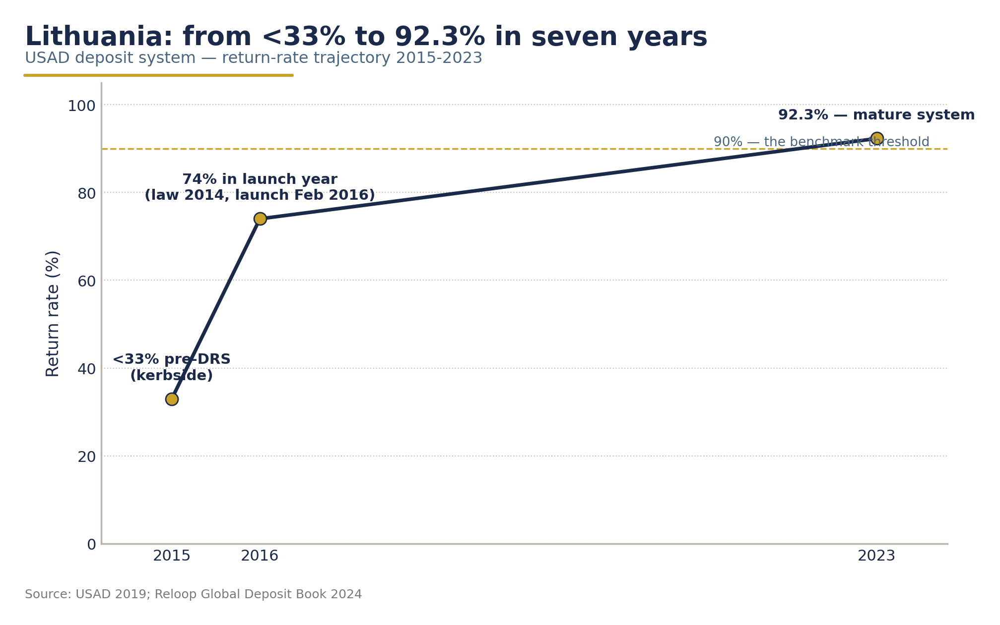 Lithuania: from <33% to 92.3% in seven years
USAD deposit system — return-rate trajectory 2015-2023
100
92.3% — mature system
90% — the benchmark threshold
74% in launch year
(law 2014, launch Feb 2016)
80
Return rate (%)
60
<33% pre-DRS
(kerbside)
40
20
0
2015 2016 2023
Source: USAD 2019; Reloop Global Deposit Book 2024